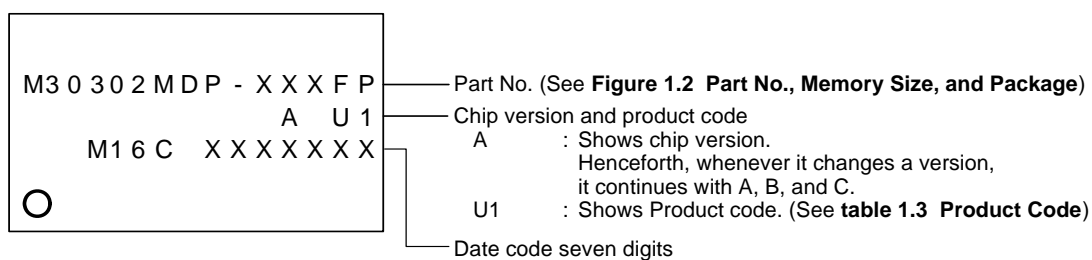 M30302MDP-XXXFP
A U1
M16C XXXXXXX
Part No. (See Figure 1.2 Part No., Memory Size, and Package)
Chip version and product code
A : Shows chip version.
Henceforth, whenever it changes a version,
it continues with A, B, and C.
U1 : Shows Product code. (See table 1.3 Product Code)
Date code seven digits